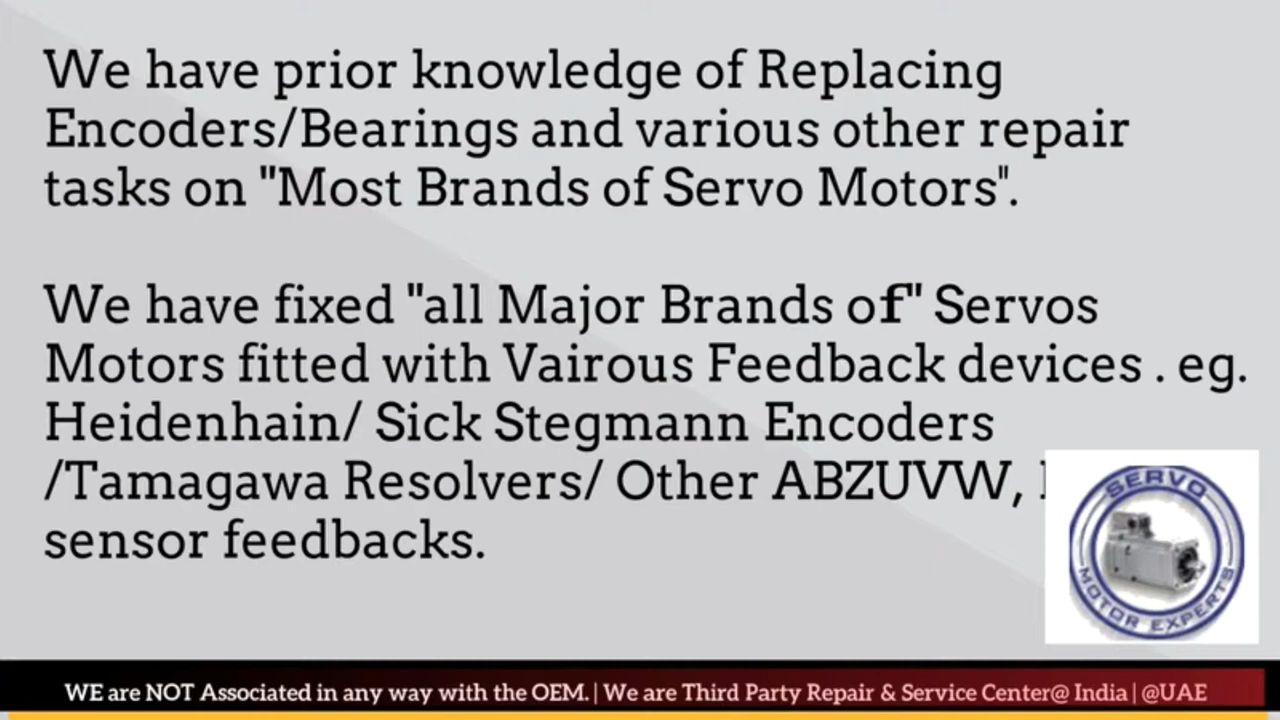 We have prior knowledge of Replacing
Encoders/Bearings and various other repair
tasks on "Most Brands of Servo Motors".
We have fixed "all Major Brands of" Servos
Motors fitted with Vairous Feedback devices . eg.
Heidenhain/ Sick Stegmann Encoders
/Tamagawa Resolvers/ Other ABZUVW,
sensor feedbacks.
SERVO
MOTOR EXPERTS
WE are NOT Associated in any way with the OEM. | We are Third Party Repair & Service Center@ India | @UAE